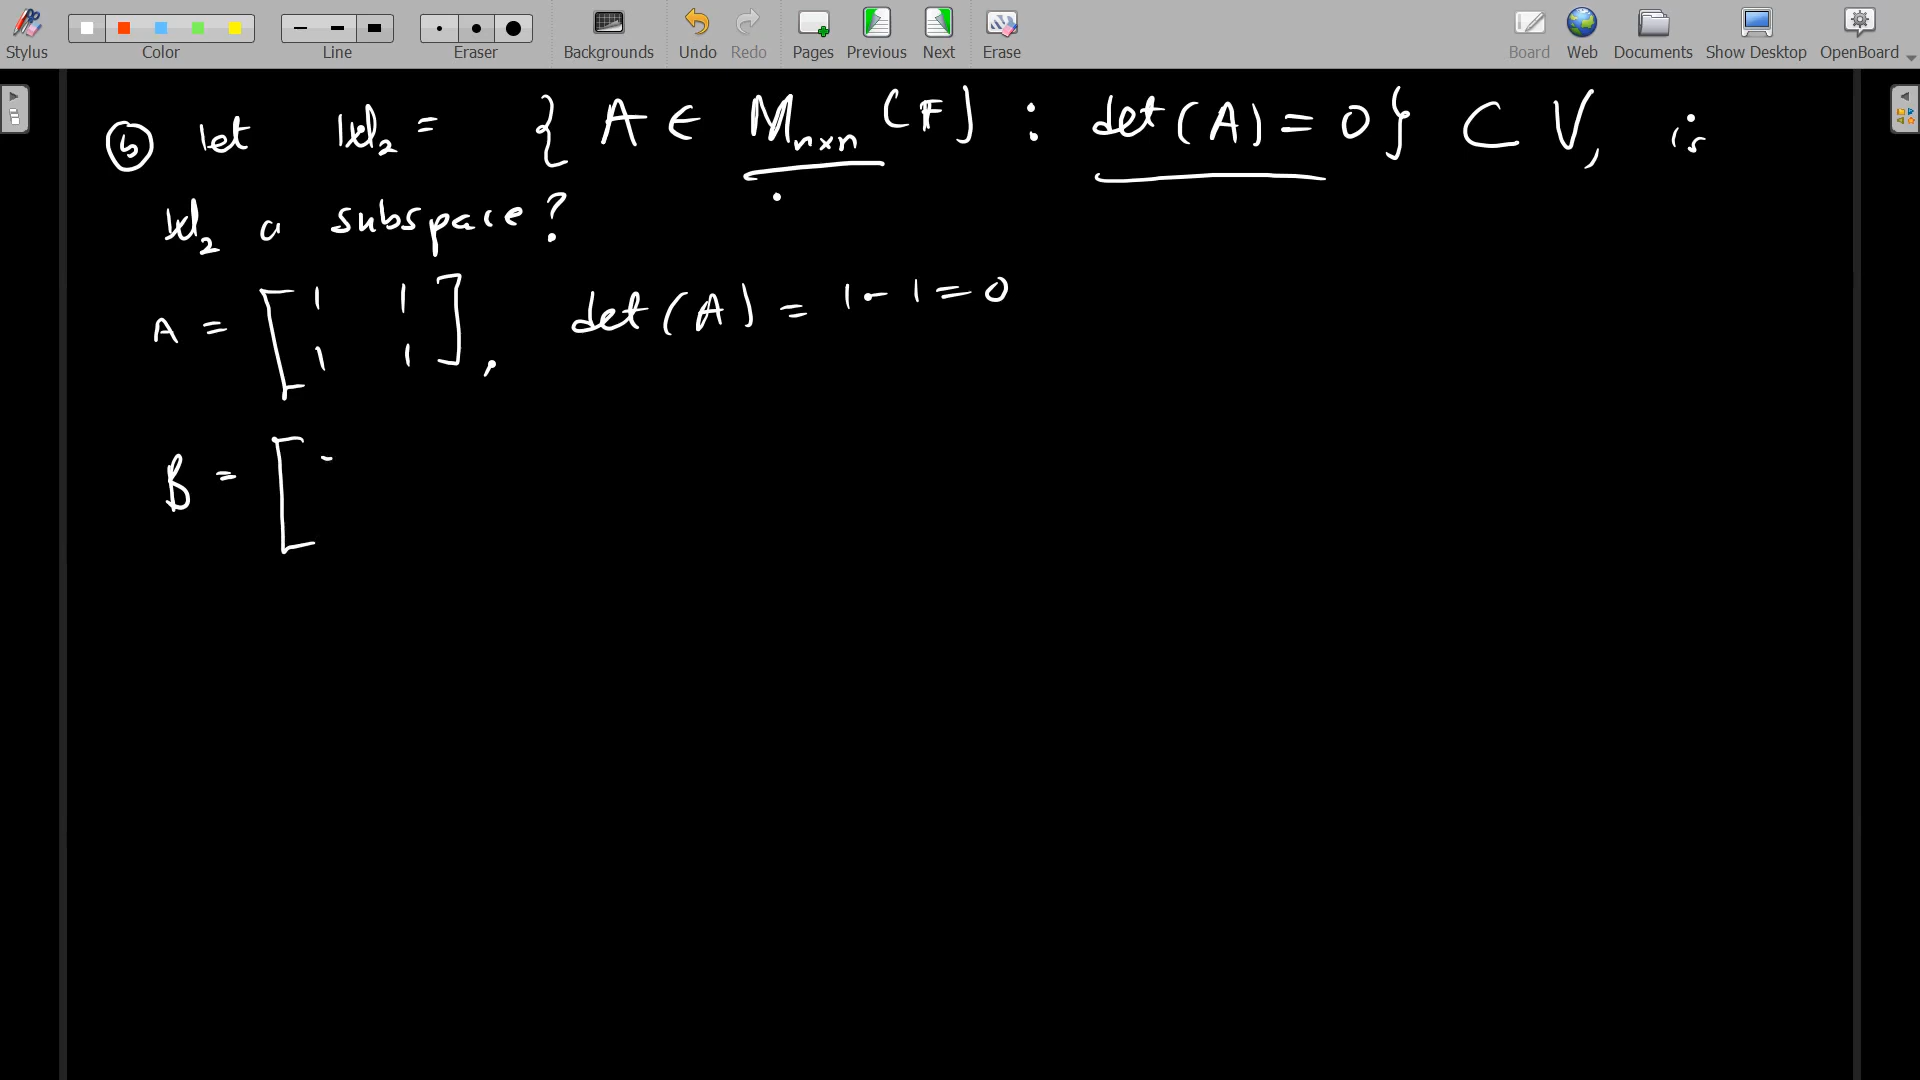 Stylus Color Line Eraser Backgrounds Undo Redo Pages Previous Next Erase Board Web Documents Show Desktop OpenBoard
⑤ let W₂ = { A ∈ Mₙₓₙ (F) : det(A) = 0 } ⊂ V, is
W₂ a subspace?
A = [ 1 1 ; 1 1 ], det(A) = 1 - 1 = 0
B = [ -